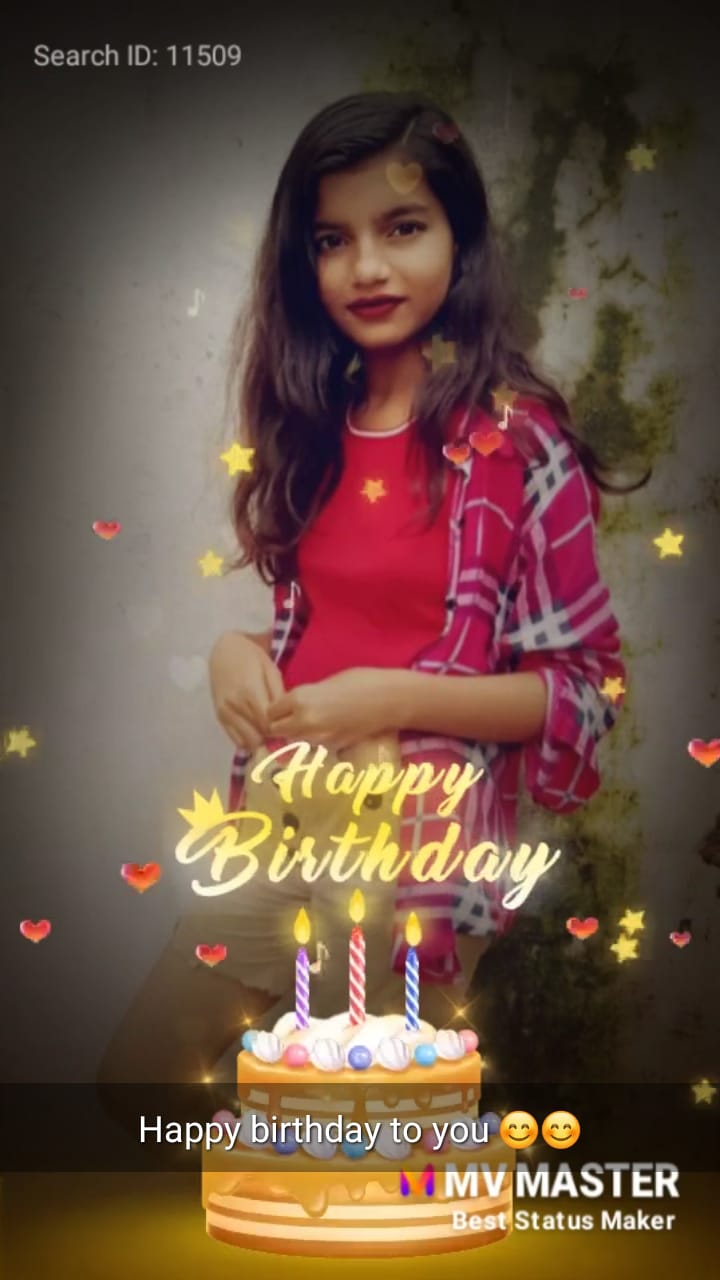 Search ID: 11509
Happy
Birthday
Happy birthday to you 😊😊
MV MASTER
Best Status Maker